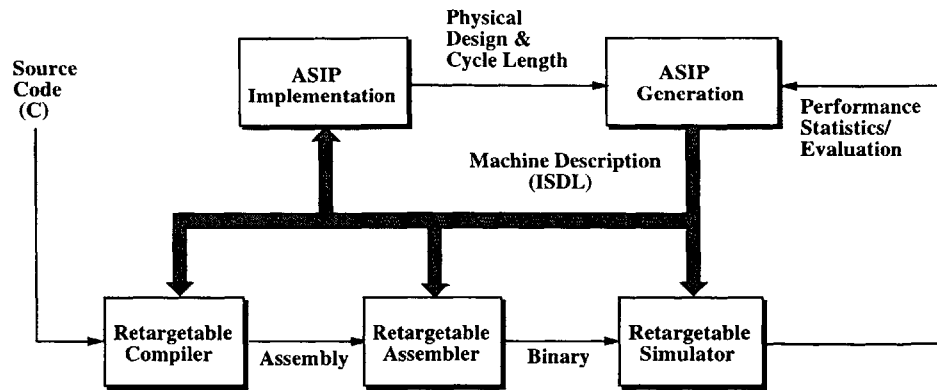 Physical
Design &
Cycle Length
Source
Code
(C)
ASIP
Implementation
ASIP
Generation
Performance
Statistics/
Evaluation
Machine Description
(ISDL)
Retargetable
Compiler
Assembly
Retargetable
Assembler
Binary
Retargetable
Simulator